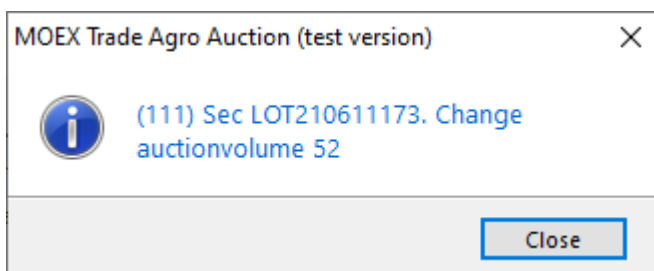 MOEX Trade Agro Auction (test version)
(111) Sec LOT210611173. Change
auctionvolume 52
Close